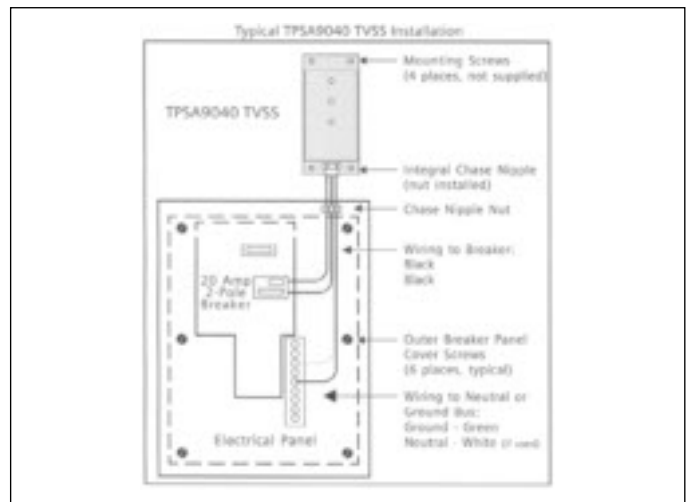 Typical TPSA9040 TVSS Installation
Mounting Screws
(4 places, not supplied)
TPSA9040 TVSS
Integral Chase Nipple
(nut installed)
Chase Nipple Nut
Wiring to Breaker:
Black
Black
20 Amp
2-Pole
Breaker
Outer Breaker Panel
Cover Screws
(6 places, typical)
Wiring to Neutral or
Ground Bus:
Ground - Green
Neutral - White (if used)
Electrical Panel